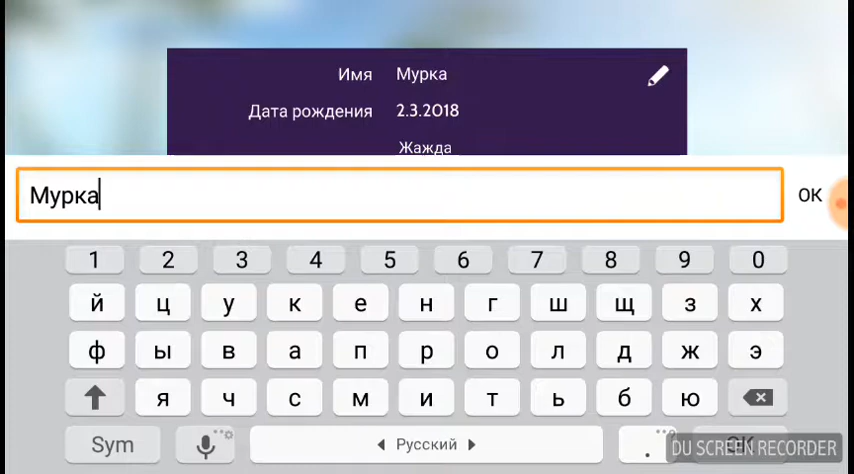 Имя Мурка
Дата рождения 2.3.2018
Жажда
Мурка OK
1 2 3 4 5 6 7 8 9 0
й ц у к е н г ш щ з х
ф ы в а п р о л д ж э
я ч с м и т ь б ю
Sym Русский . OK
DU SCREEN RECORDER